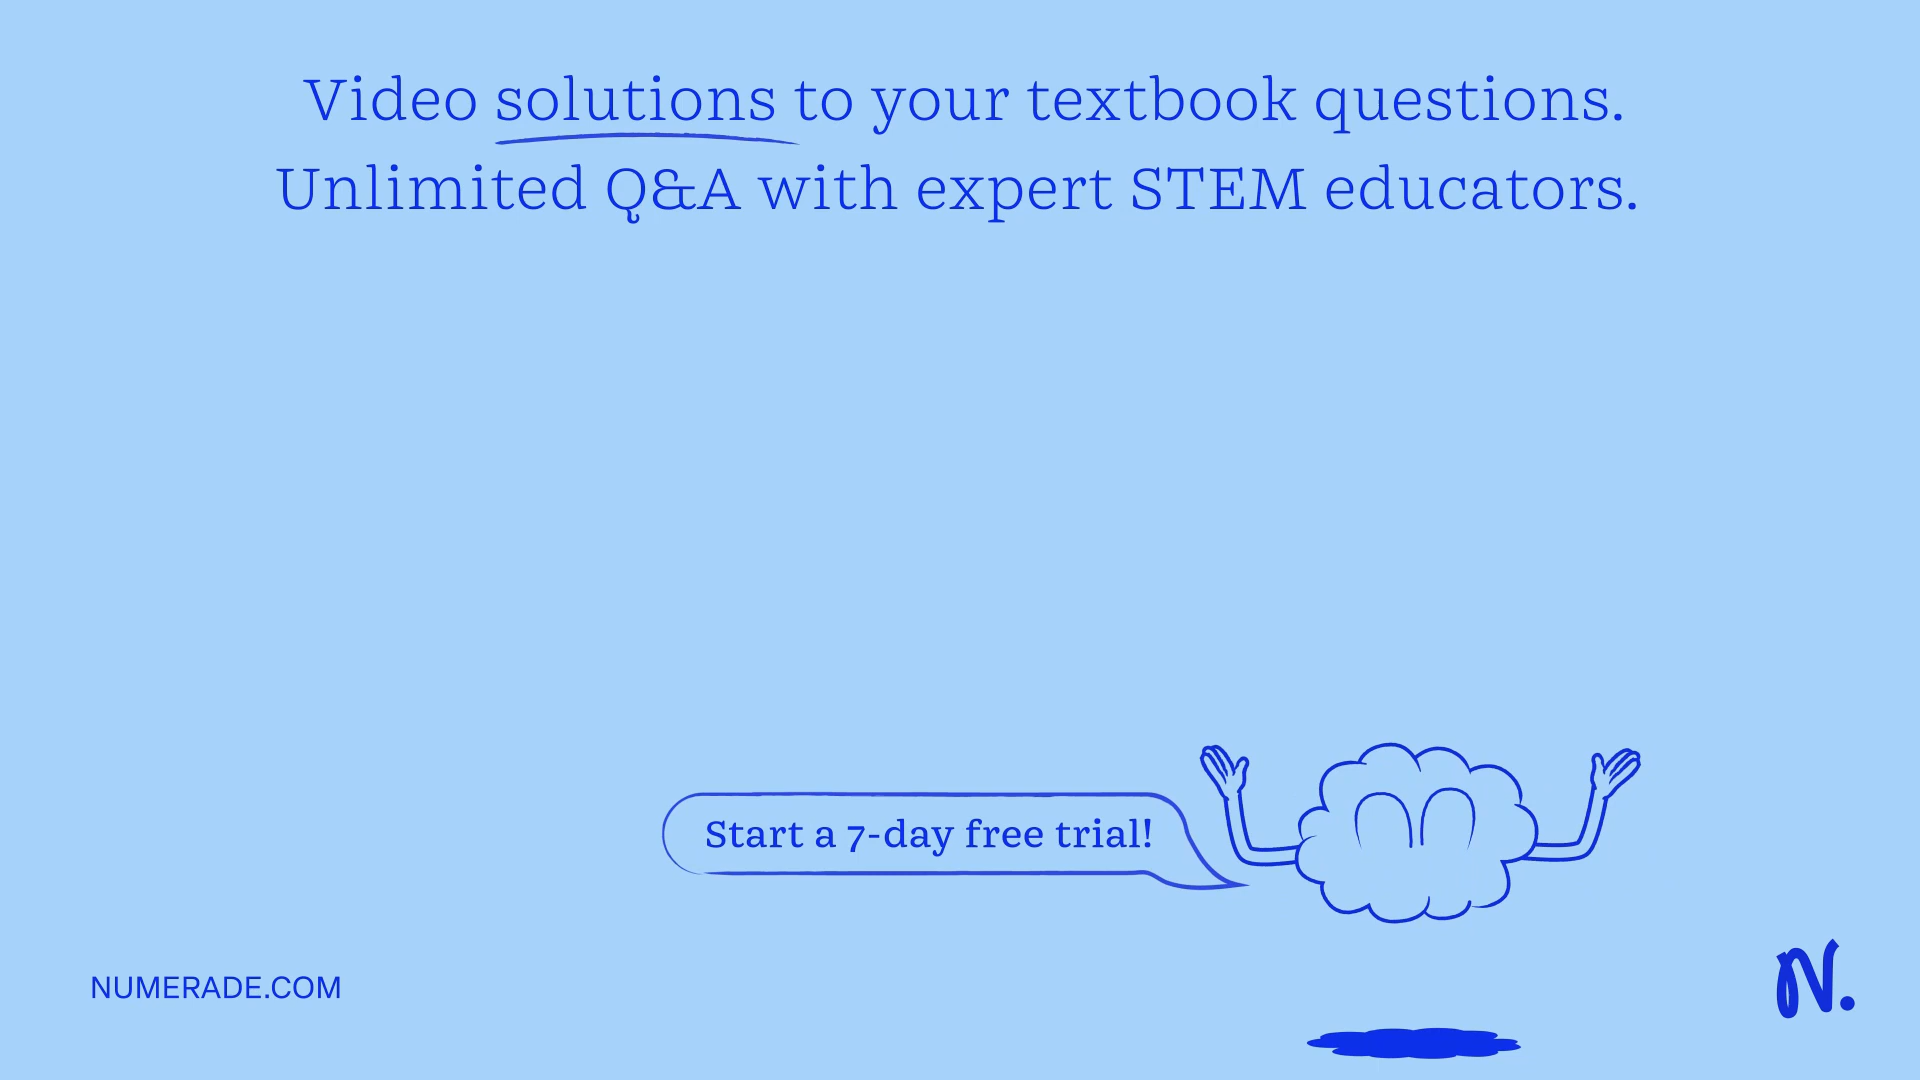 Video solutions to your textbook questions.
Unlimited Q&A with expert STEM educators.
Start a 7-day free trial!
NUMERADE.COM
N.